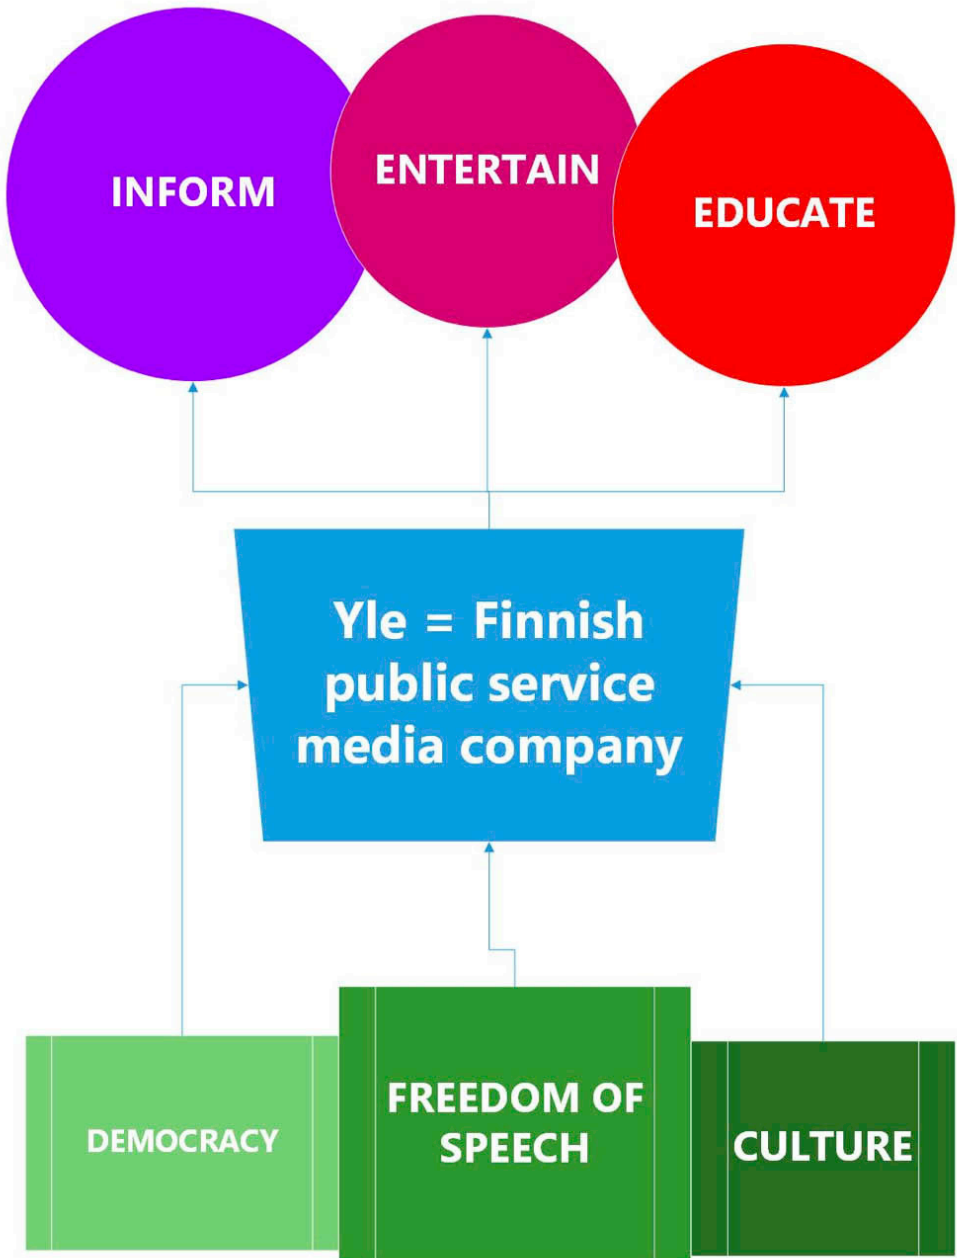 INFORM
ENTERTAIN
EDUCATE
Yle = Finnish
public service
media company
DEMOCRACY
FREEDOM OF
SPEECH
CULTURE